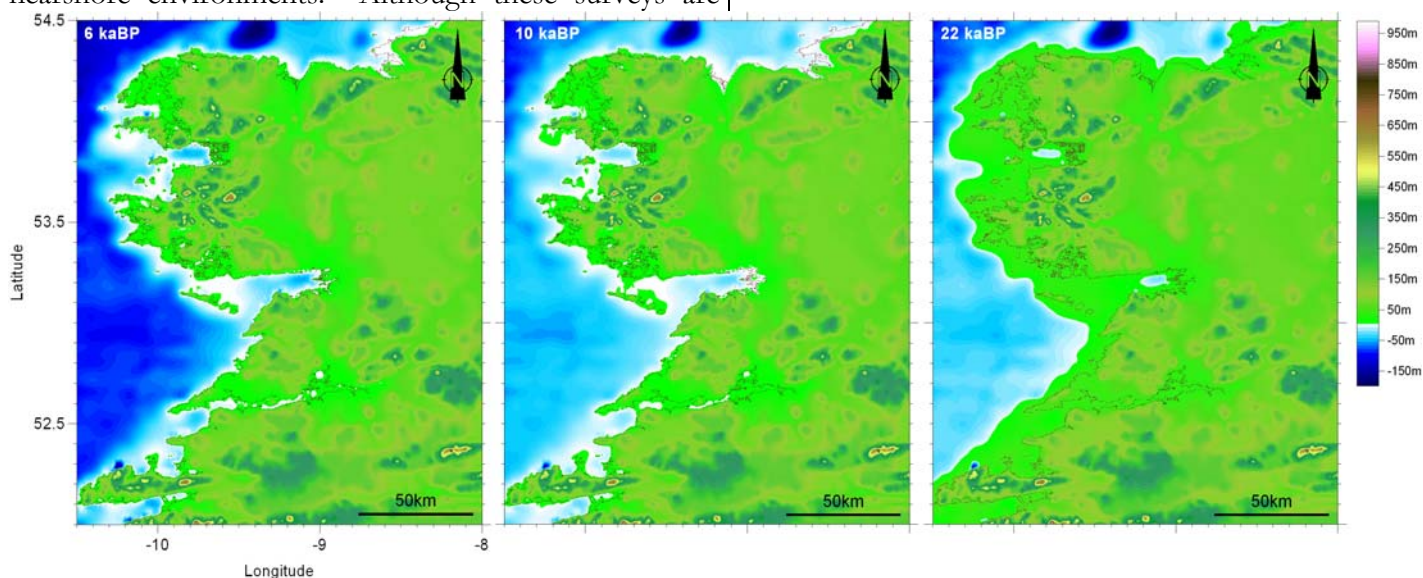 nearshore environments. Although these surveys are
6 kaBP
10 kaBP
22 kaBP
N
N
N
54.5
53.5
52.5
Latitude
50km
50km
50km
-10
-9
-8
Longitude
950m
850m
750m
650m
550m
450m
350m
250m
150m
50m
-50m
-150m